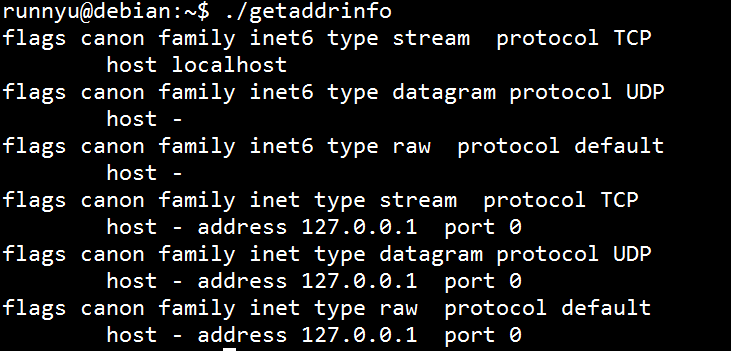 runnyu@debian:~$ ./getaddrinfo
flags canon family inet6 type stream  protocol TCP
        host localhost
flags canon family inet6 type datagram protocol UDP
        host -
flags canon family inet6 type raw  protocol default
        host -
flags canon family inet type stream  protocol TCP
        host - address 127.0.0.1  port 0
flags canon family inet type datagram protocol UDP
        host - address 127.0.0.1  port 0
flags canon family inet type raw  protocol default
        host - address 127.0.0.1  port 0